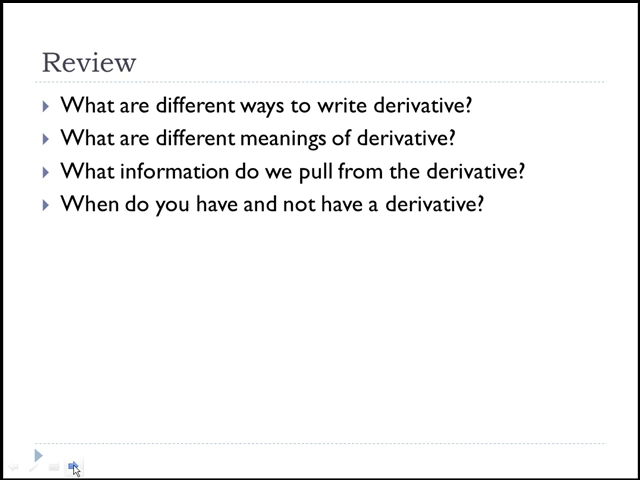 Review
What are different ways to write derivative?
What are different meanings of derivative?
What information do we pull from the derivative?
When do you have and not have a derivative?